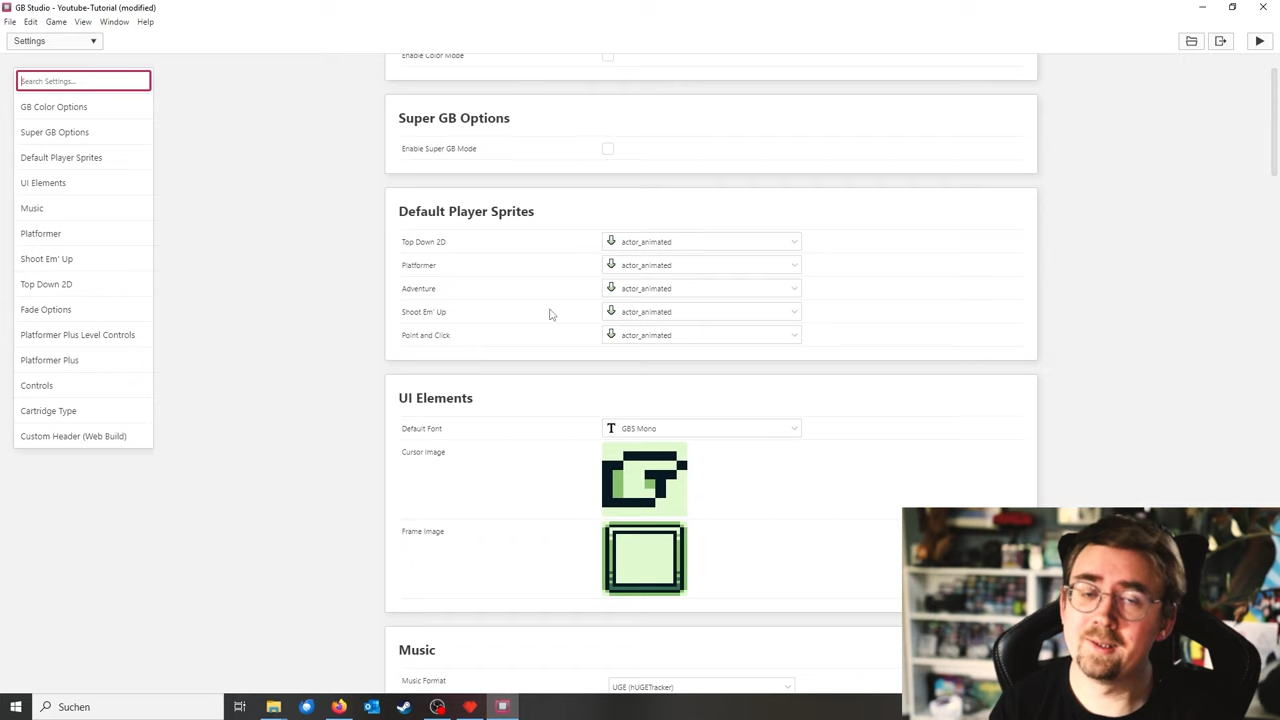 GB Studio - Youtube-Tutorial (modified)
File Edit Game View Window Help
Settings
Search Settings...
GB Color Options
Super GB Options
Default Player Sprites
UI Elements
Music
Platformer
Shoot Em' Up
Top Down 2D
Fade Options
Platformer Plus Level Controls
Platformer Plus
Controls
Cartridge Type
Custom Header (Web Build)
Enable Color Mode
Super GB Options
Enable Super GB Mode
Default Player Sprites
Top Down 2D actor_animated
Platformer actor_animated
Adventure actor_animated
Shoot Em' Up actor_animated
Point and Click actor_animated
UI Elements
Default Font T GBS Mono
Cursor Image
Frame Image
Music
Music Format UGE (hUGETracker)
Suchen